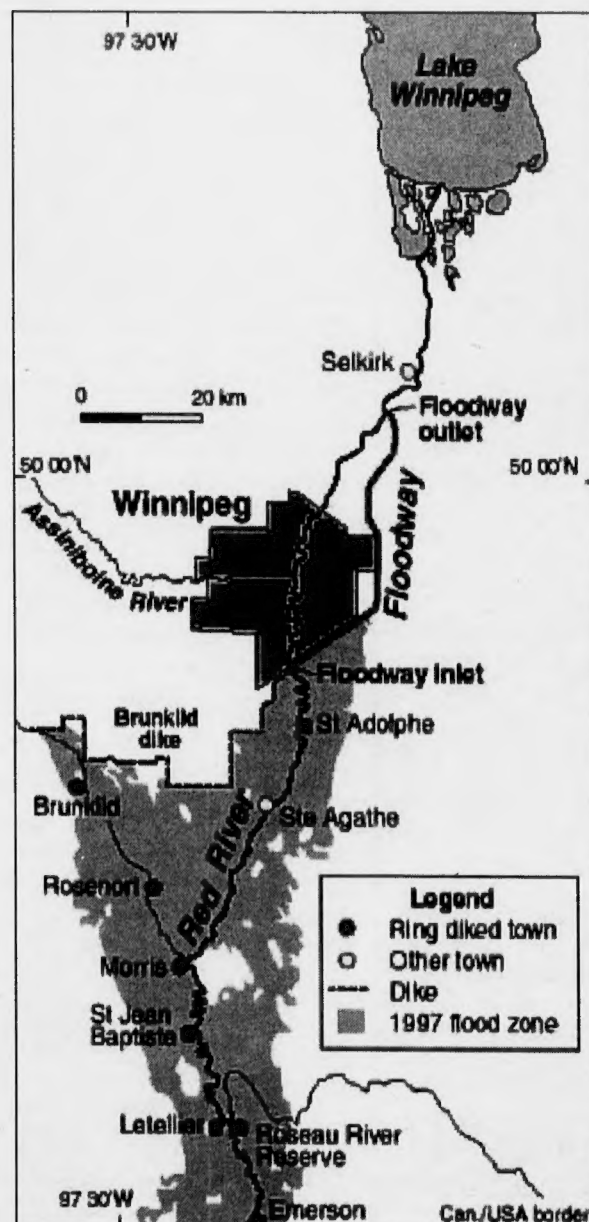 97 30'W
Lake
Winnipeg
Selkirk
0 20 km
Floodway
outlet
50 00'N
50 00'N
Winnipeg
Floodway
Assiniboine
River
Floodway Inlet
Brunkild
dike
St Adolphe
Brunkild
Ste Agathe
Red River
Rosenort
Legend
Ring diked town
Other town
Dike
1997 flood zone
Morris
St Jean
Baptiste
Letellier
Roseau River
Reserve
97 30'W
Emerson
Can./USA border